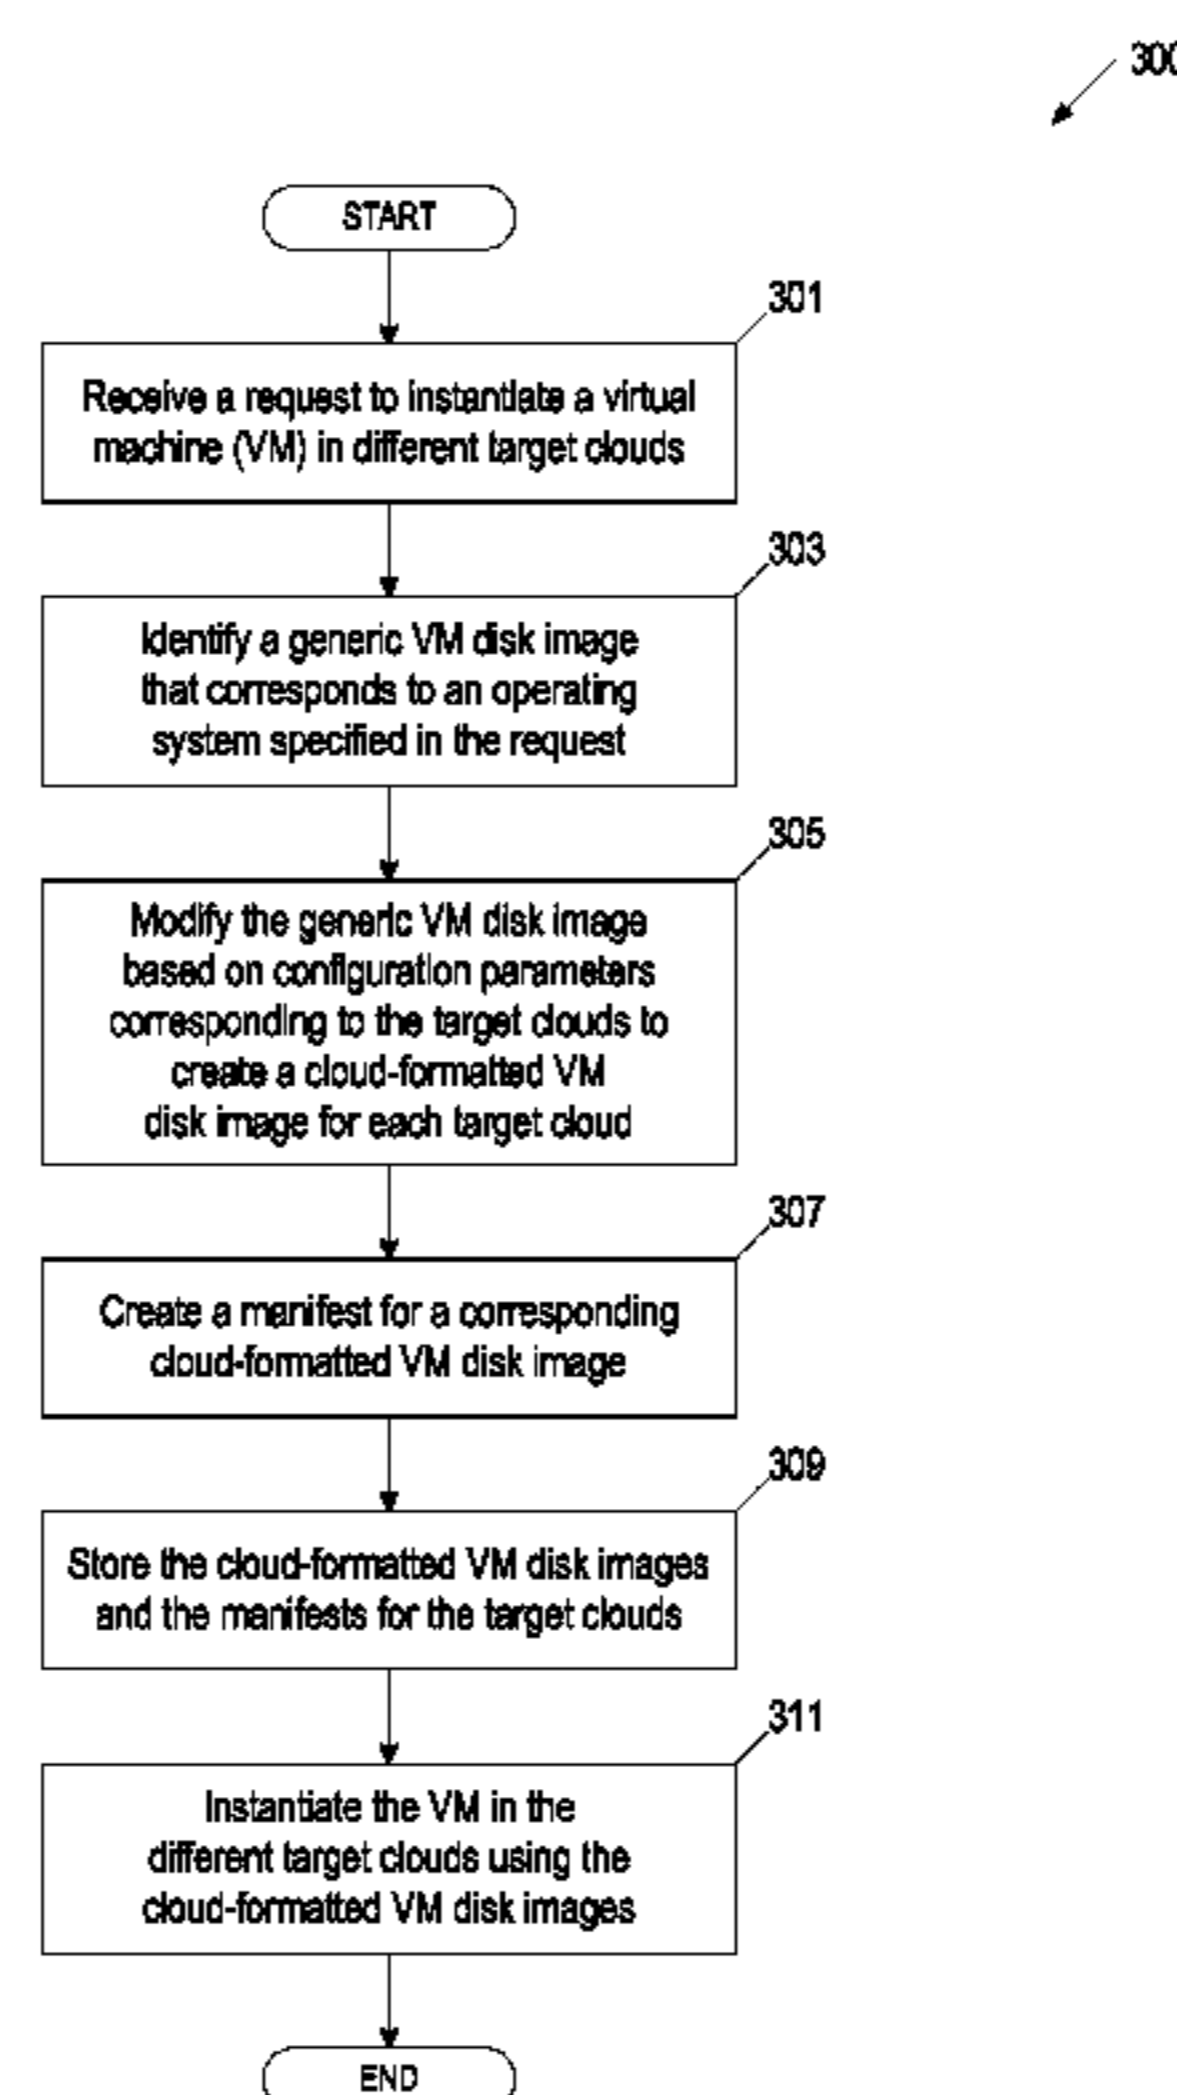 300
START
301
Receive a request to instantiate a virtual
machine (VM) in different target clouds
303
Identify a generic VM disk image
that corresponds to an operating
system specified in the request
305
Modify the generic VM disk image
based on configuration parameters
corresponding to the target clouds to
create a cloud-formatted VM
disk image for each target cloud
307
Create a manifest for a corresponding
cloud-formatted VM disk image
309
Store the cloud-formatted VM disk images
and the manifests for the target clouds
311
Instantiate the VM in the
different target clouds using the
cloud-formatted VM disk images
END